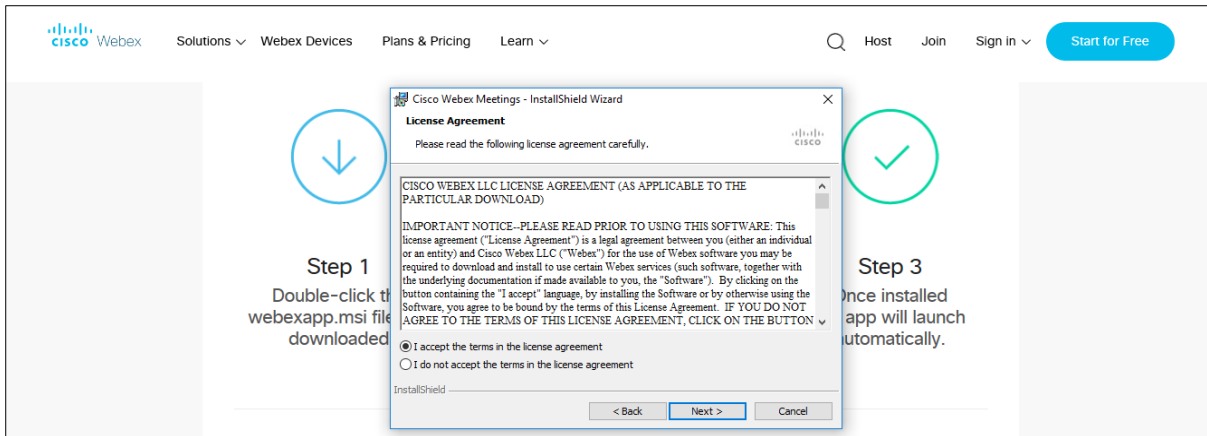 CISCO Webex Solutions Webex Devices Plans & Pricing Learn Host Join Sign in Start for Free
Cisco Webex Meetings - InstallShield Wizard
License Agreement
Please read the following license agreement carefully.
CISCO
CISCO WEBEX LLC LICENSE AGREEMENT (AS APPLICABLE TO THE
PARTICULAR DOWNLOAD)
IMPORTANT NOTICE--PLEASE READ PRIOR TO USING THIS SOFTWARE: This
license agreement ("License Agreement") is a legal agreement between you (either an individual
or an entity) and Cisco Webex LLC ("Webex") for the use of Webex software you may be
required to download and install to use certain Webex services (such software, together with
the underlying documentation if made available to you, the "Software"). By clicking on the
button containing the "I accept" language, by installing the Software or by otherwise using the
Software, you agree to be bound by the terms of this License Agreement. IF YOU DO NOT
AGREE TO THE TERMS OF THIS LICENSE AGREEMENT, CLICK ON THE BUTTON
I accept the terms in the license agreement
I do not accept the terms in the license agreement
InstallShield
< Back Next > Cancel
Step 1
Double-click
webexapp.msi
downloaded
Step 3
installed
app will launch
automatically.